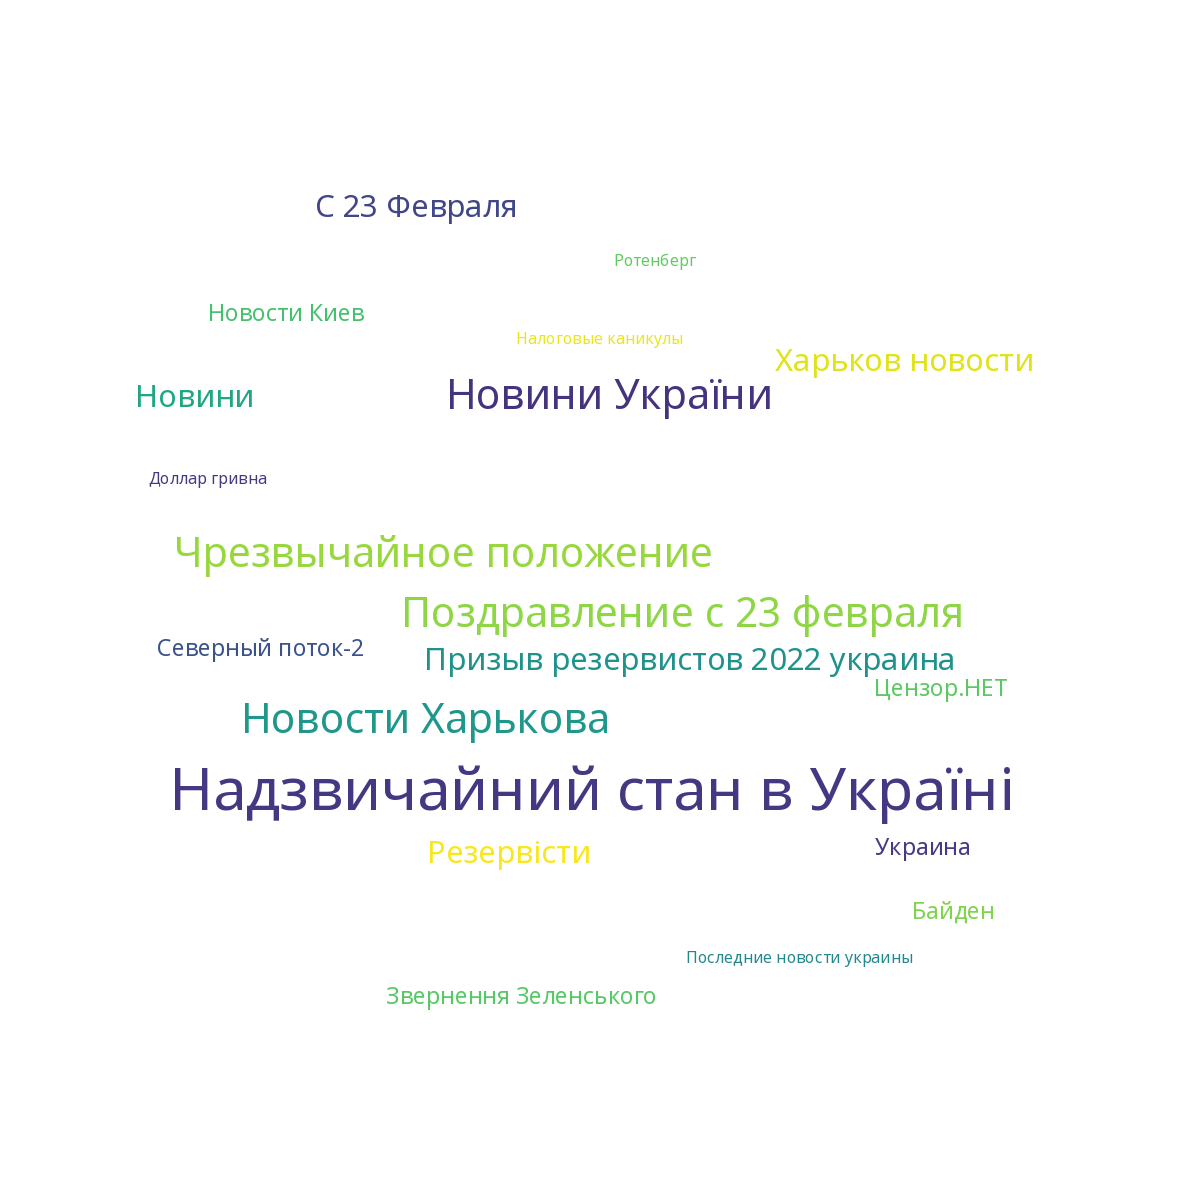 С 23 Февраля
Ротенберг
Новости Киев
Налоговые каникулы
Харьков новости
Новини
Новини України
Доллар гривна
Чрезвычайное положение
Поздравление с 23 февраля
Северный поток-2
Призыв резервистов 2022 украина
Цензор.НЕТ
Новости Харькова
Надзвичайний стан в Україні
Резервісти
Украина
Байден
Последние новости украины
Звернення Зеленського